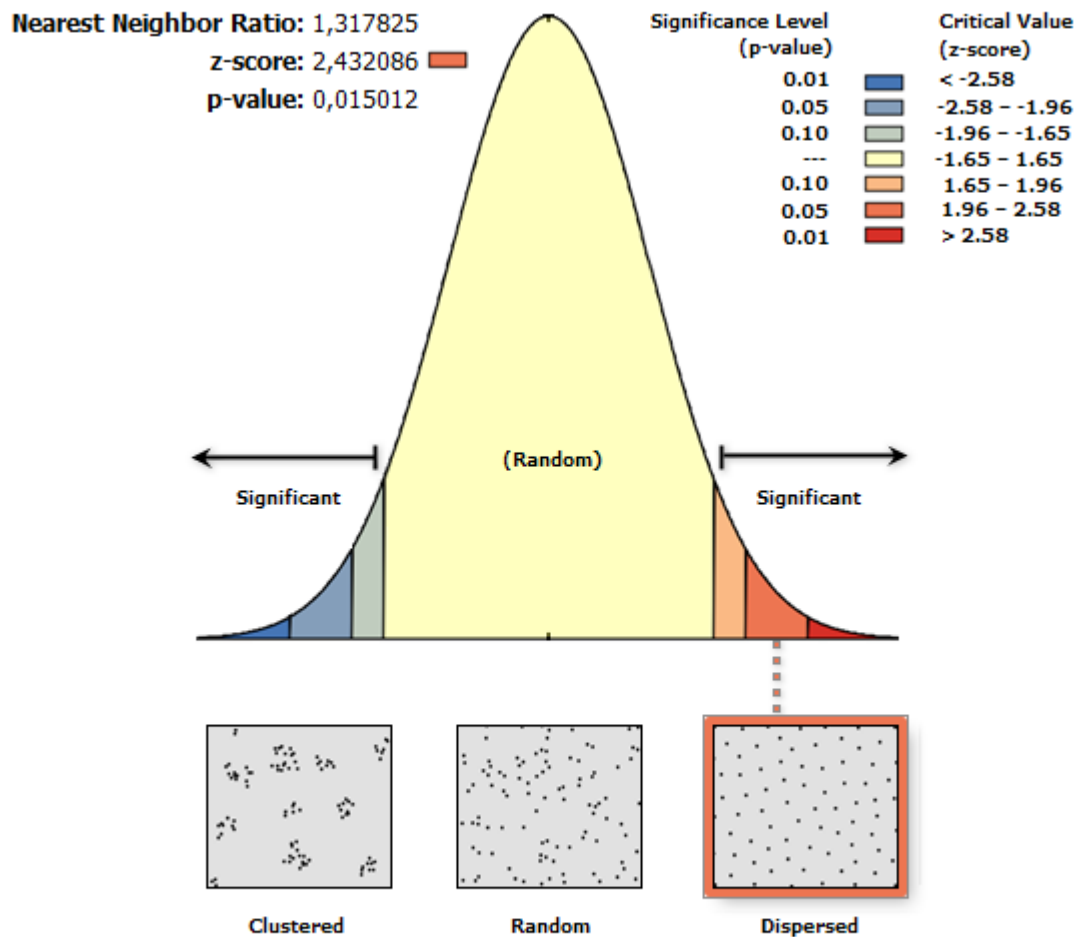 Nearest Neighbor Ratio: 1,317825
z-score: 2,432086
p-value: 0,015012
Significance Level
(p-value)
Critical Value
(z-score)
0.01 < -2.58
0.05 -2.58 – -1.96
0.10 -1.96 – -1.65
--- -1.65 – 1.65
0.10 1.65 – 1.96
0.05 1.96 – 2.58
0.01 > 2.58
(Random)
Significant
Significant
Clustered
Random
Dispersed